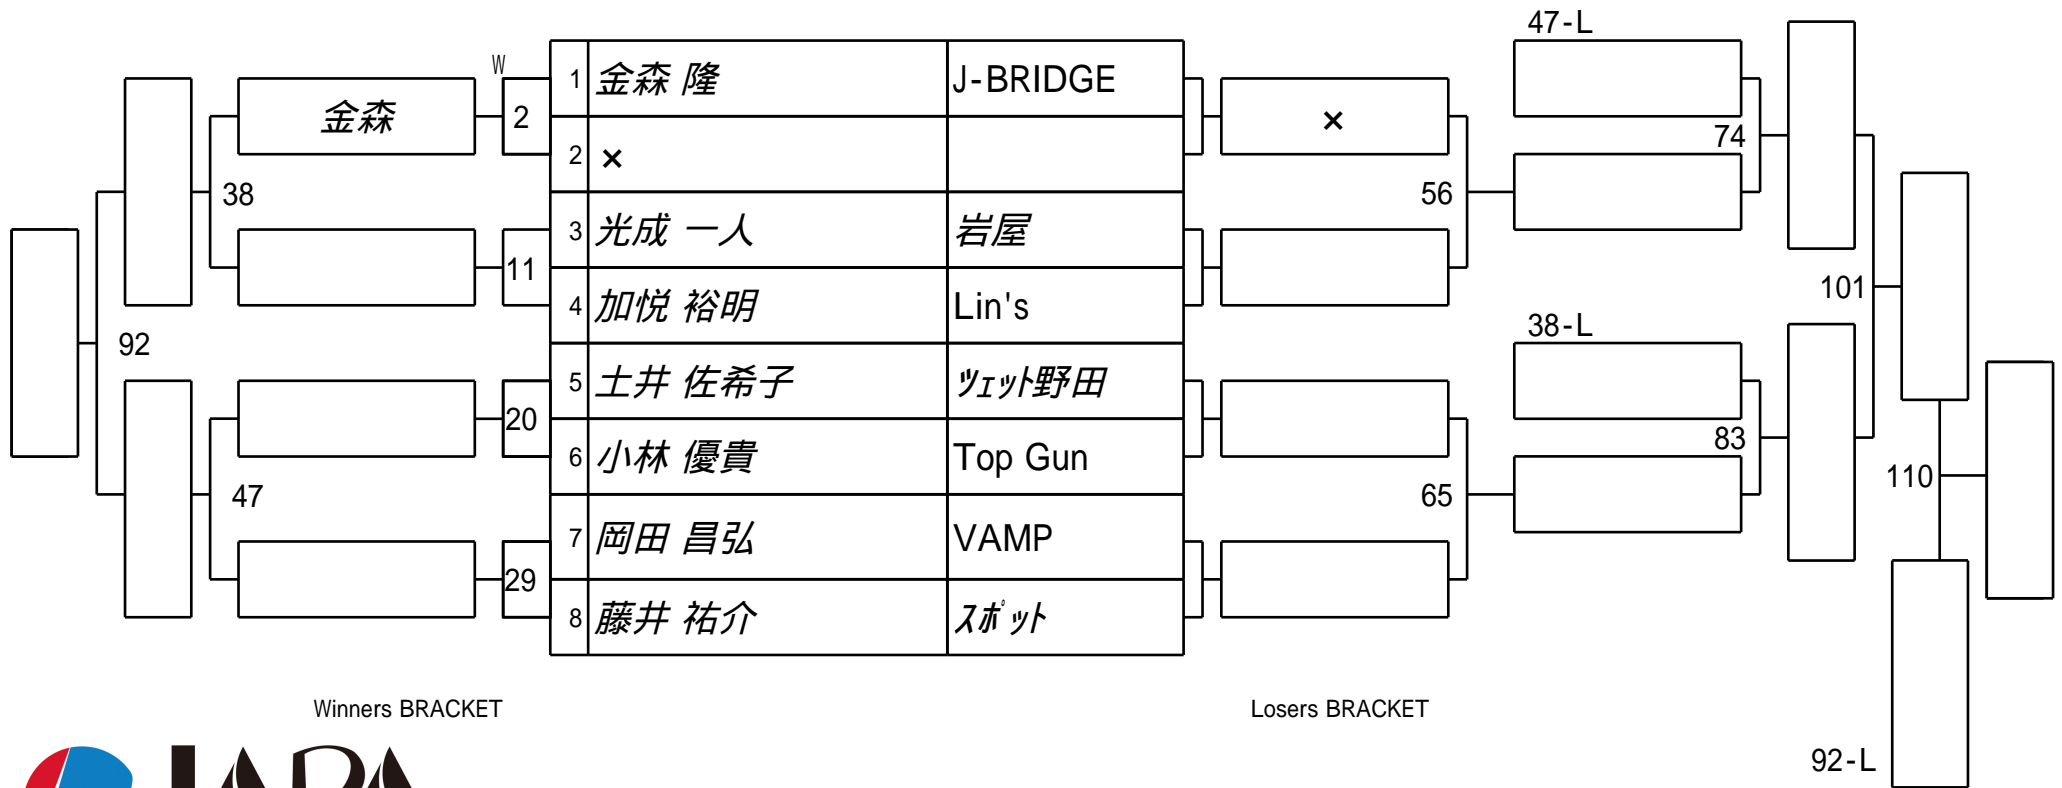 47-L
W
1 金森 隆 J-BRIDGE
金森 2 × 74
2 ×
38 56
3 光成 一人 岩屋
11
101
4 加悦 裕明 Lin's
38-L
92
5 土井 佐希子 ツェット野田
20
83
6 小林 優貴 Top Gun
110
47 65
7 岡田 昌弘 VAMP
29
8 藤井 祐介 スポット
Winners BRACKET Losers BRACKET
92-L